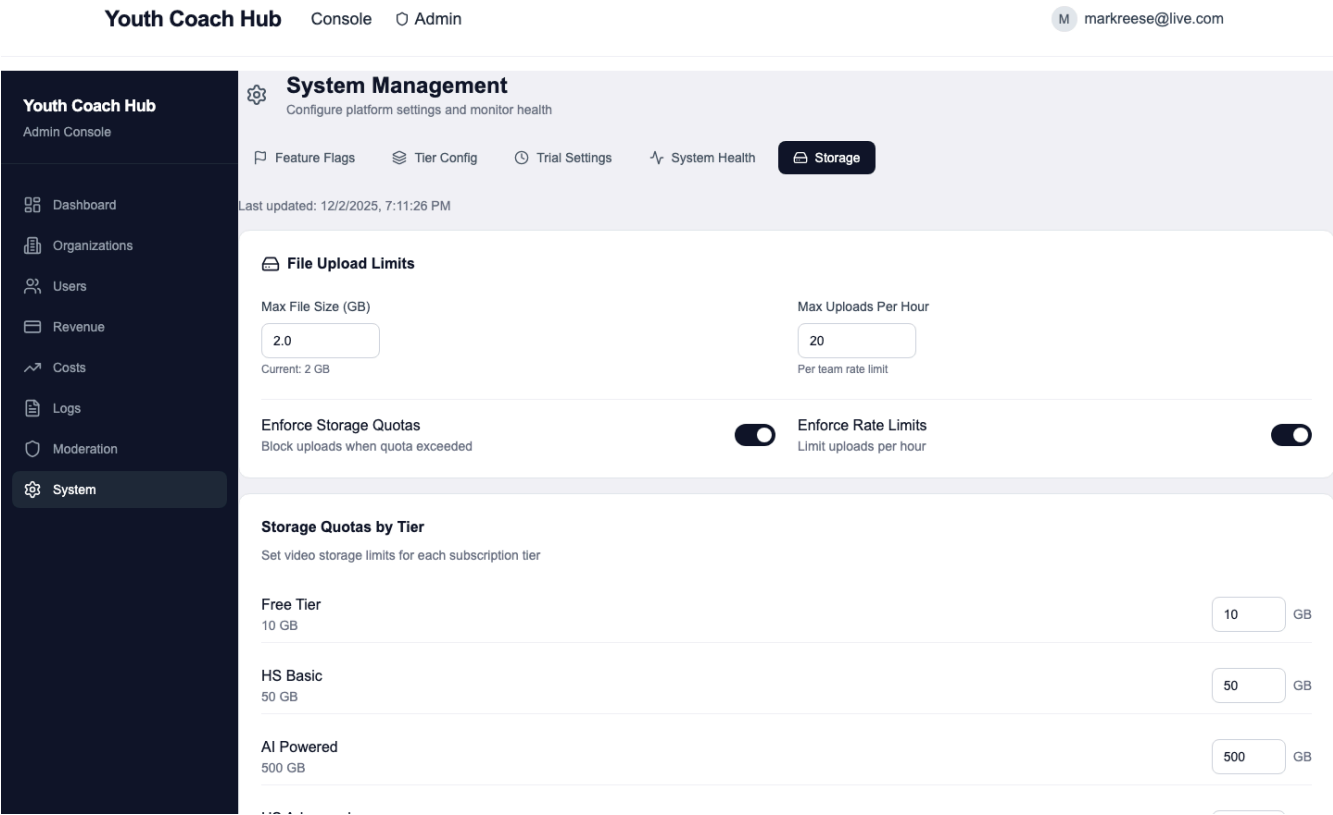 Youth Coach Hub Console Admin M markreese@live.com
Youth Coach Hub
Admin Console
Dashboard
Organizations
Users
Revenue
Costs
Logs
Moderation
System
System Management
Configure platform settings and monitor health
Feature Flags Tier Config Trial Settings System Health Storage
Last updated: 12/2/2025, 7:11:26 PM
File Upload Limits
Max File Size (GB) Max Uploads Per Hour
2.0 20
Current: 2 GB Per team rate limit
Enforce Storage Quotas Enforce Rate Limits
Block uploads when quota exceeded Limit uploads per hour
Storage Quotas by Tier
Set video storage limits for each subscription tier
Free Tier
10 GB
10 GB
HS Basic
50 GB
50 GB
AI Powered
500 GB
500 GB